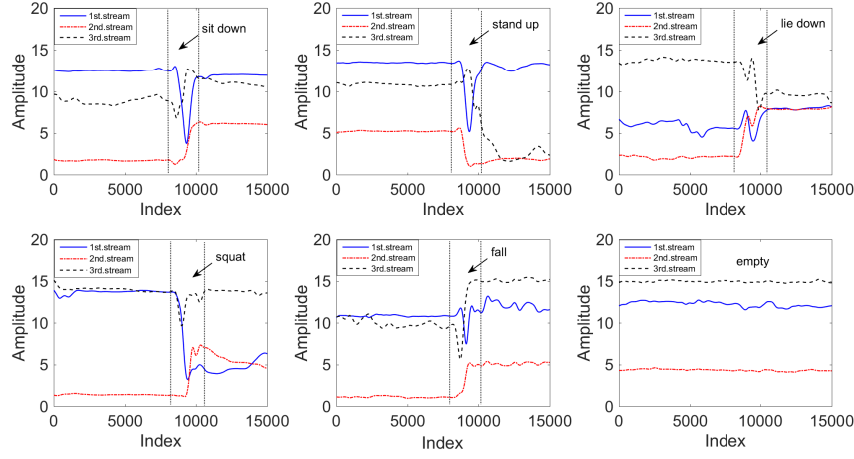 20
15
10
5
0
Amplitude
1st.stream
2nd.stream
3rd.stream
sit down
0
5000
10000
15000
Index
20
15
10
5
0
Amplitude
1st.stream
2nd.stream
3rd.stream
stand up
0
5000
10000
15000
Index
20
15
10
5
0
Amplitude
1st.stream
2nd.stream
3rd.stream
lie down
0
5000
10000
15000
Index
20
15
10
5
0
Amplitude
1st.stream
2nd.stream
3rd.stream
squat
0
5000
10000
15000
Index
20
15
10
5
0
Amplitude
1st.stream
2nd.stream
3rd.stream
fall
0
5000
10000
15000
Index
20
15
10
5
0
Amplitude
1st.stream
2nd.stream
3rd.stream
empty
0
5000
10000
15000
Index